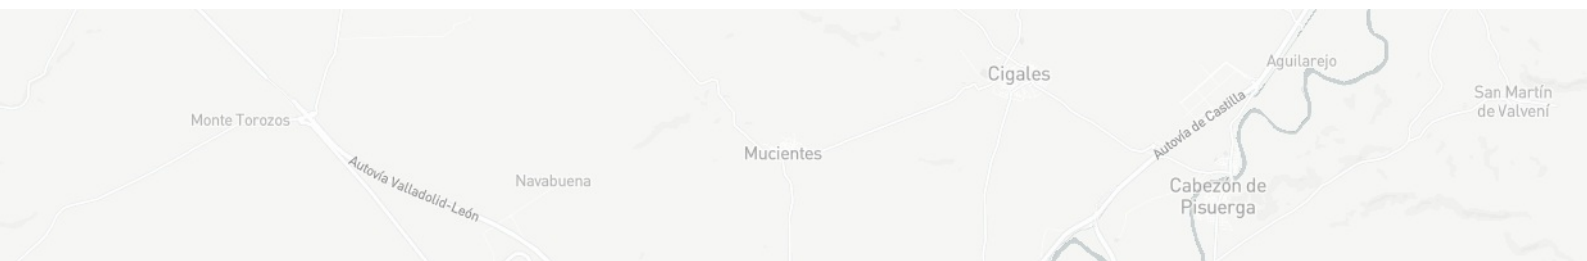 Aguilarejo
Cigales
San Martín
de Valvení
Autovía de Castilla
Monte Torozos
Mucientes
Navabuena
Autovía Valladolid-León
Cabezón de
Pisuerga